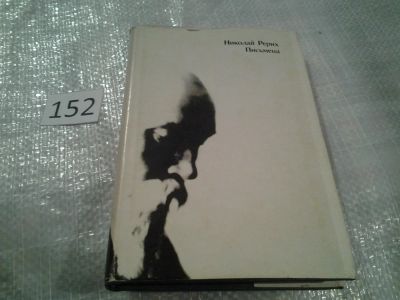 Николай Рерих
Письмена
152